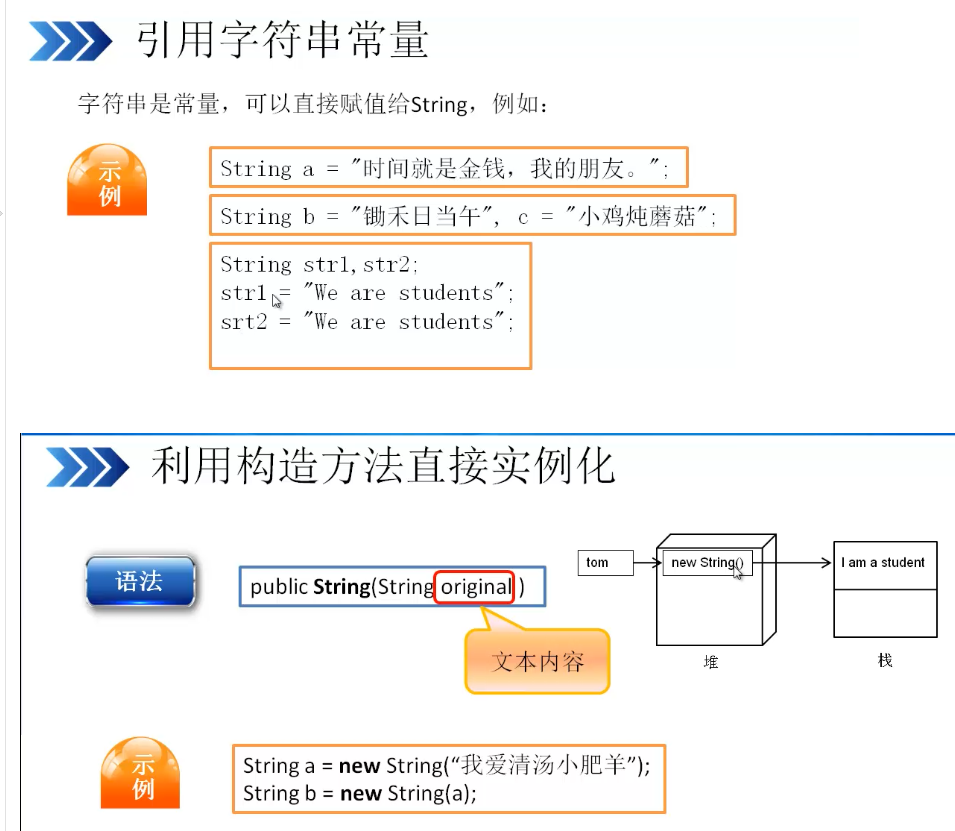 引用字符串常量
字符串是常量，可以直接赋值给String，例如：
示
例
String a = "时间就是金钱，我的朋友。";
String b = "锄禾日当午", c = "小鸡炖蘑菇";
String str1,str2;
str1 = "We are students";
srt2 = "We are students";
利用构造方法直接实例化
语法
public String(String original )
文本内容
tom
new String()
I am a student
堆
栈
示
例
String a = new String(“我爱清汤小肥羊”);
String b = new String(a);